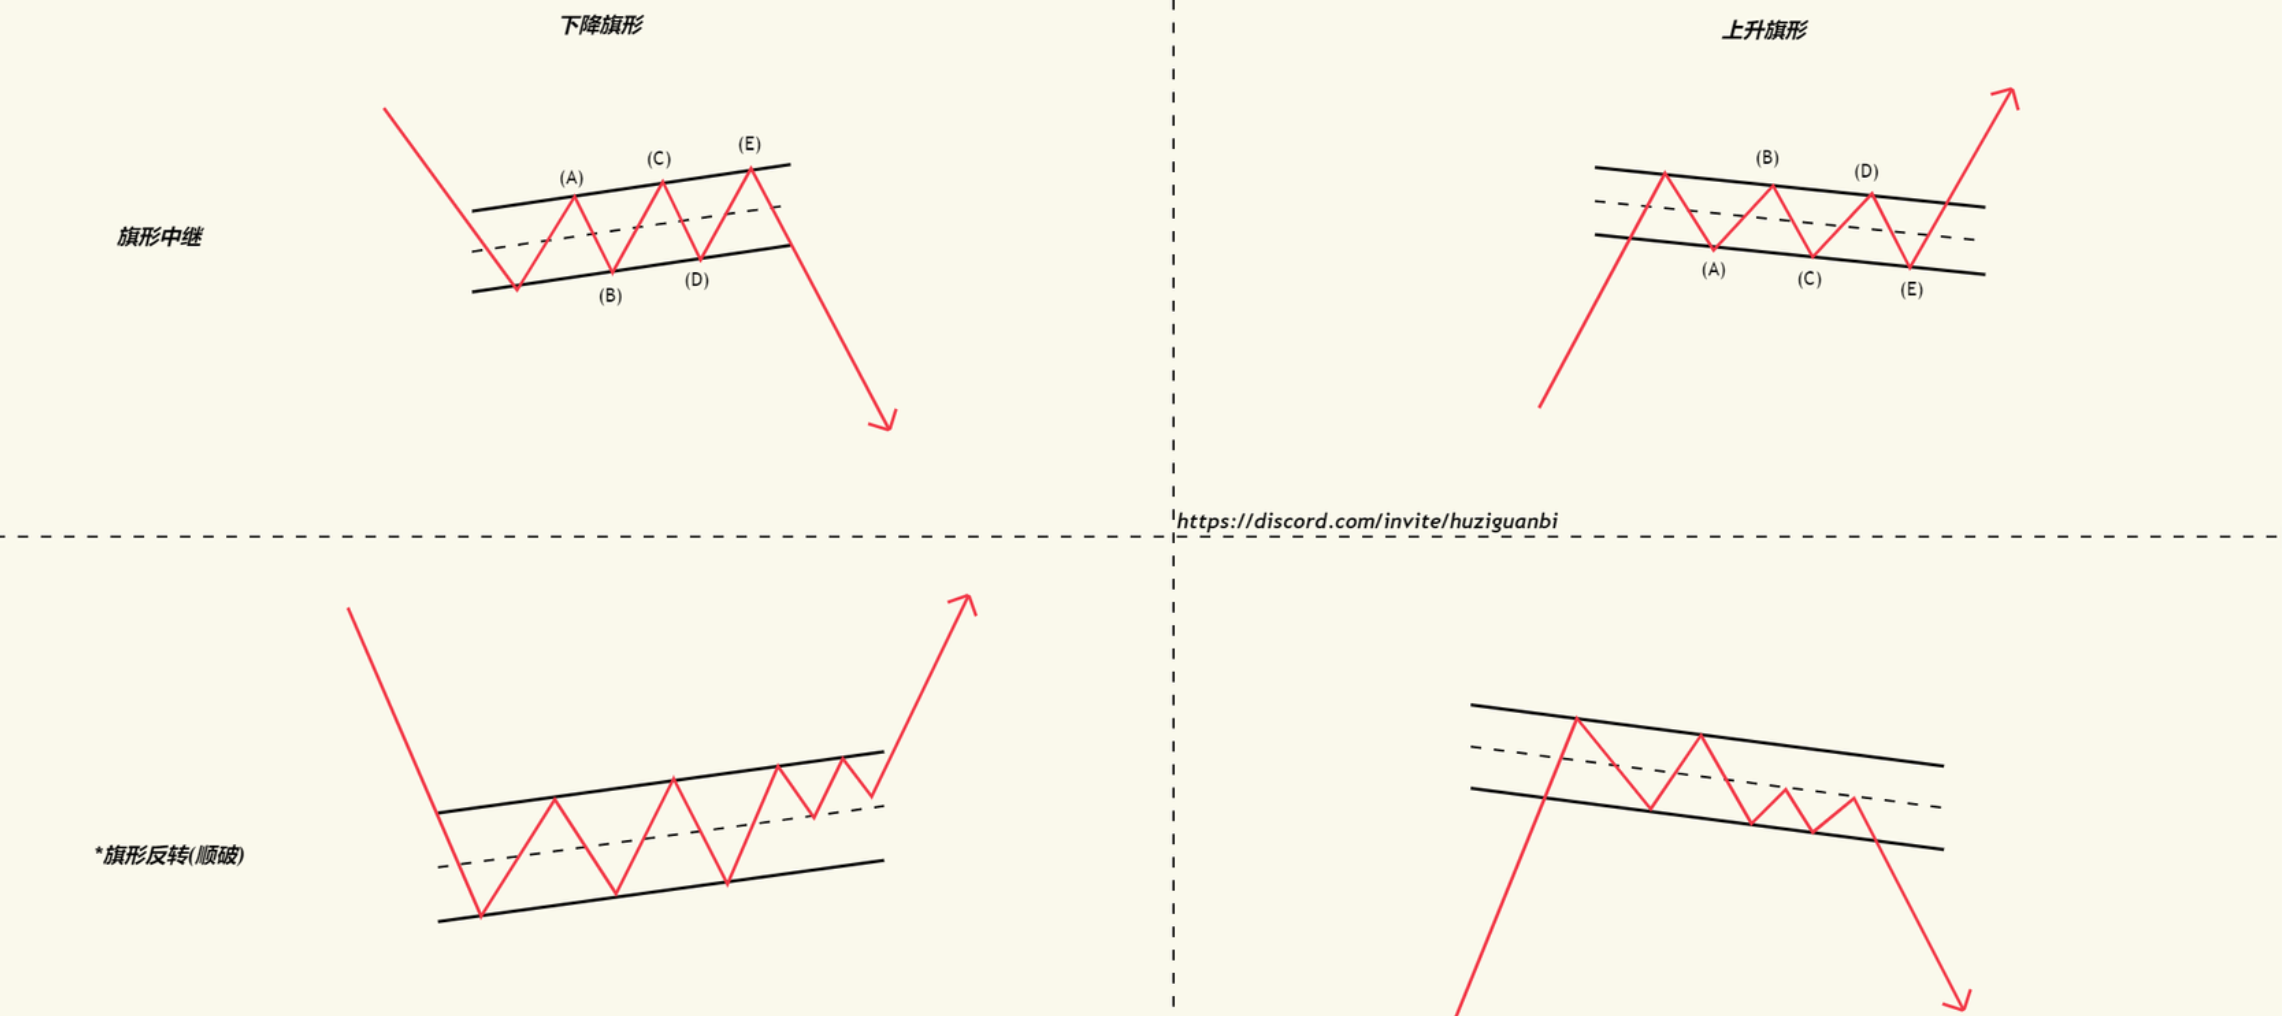 下降旗形
上升旗形
旗形中继
(A)
(B)
(C)
(D)
(E)
(A)
(B)
(C)
(D)
(E)
https://discord.com/invite/huziguanbi
*旗形反转(顺破)